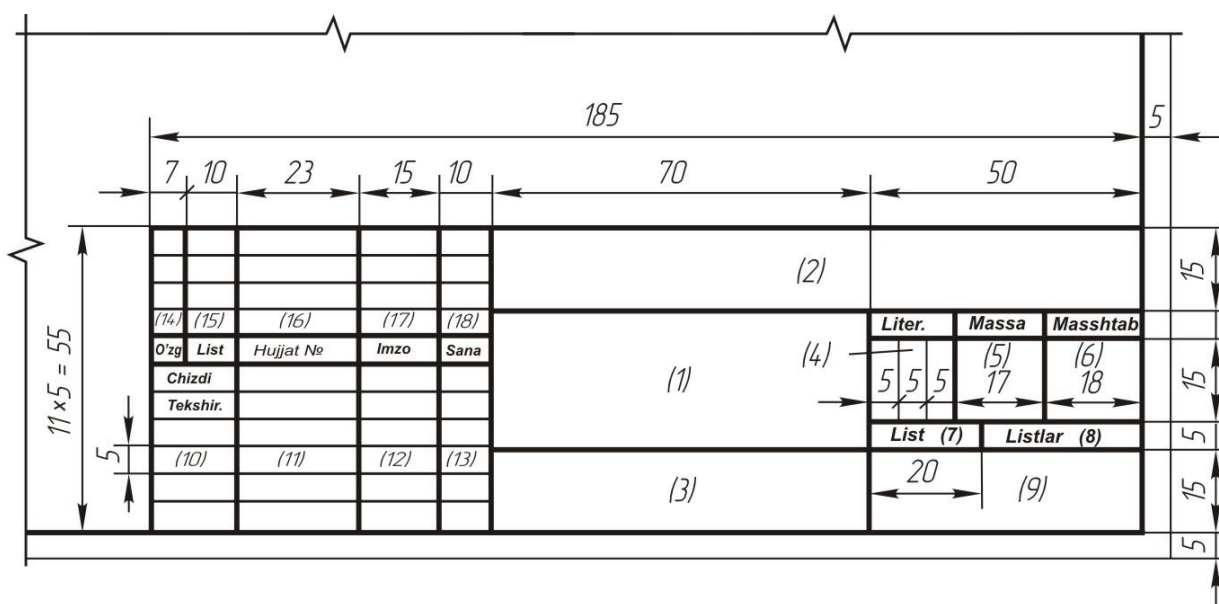 185 5
7 10 23 15 10 70 50
(2) 15
(14) (15) (16) (17) (18)
Liter. Massa Masshtab
O'zg List Hujjat № Imzo Sana
(4) (5) (6)
Chizdi
(1) 5 5 5 17 18 15
Tekshir.
11×5 = 55
List (7) Listlar (8) 5
5 (10) (11) (12) (13)
20
(3) (9) 15
5